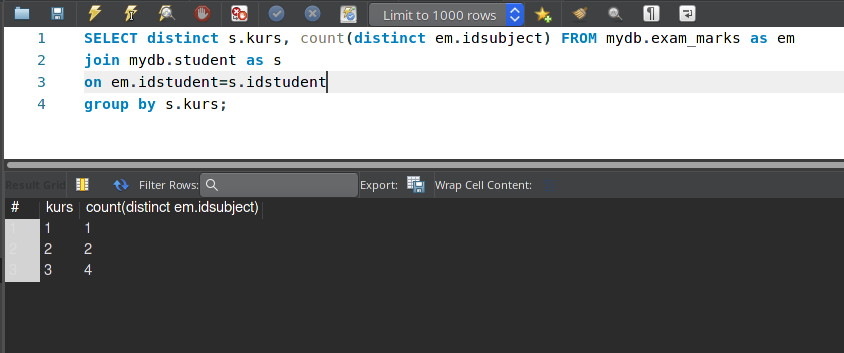 Limit to 1000 rows
1 SELECT distinct s.kurs, count(distinct em.idsubject) FROM mydb.exam_marks as em
2 join mydb.student as s
3 on em.idstudent=s.idstudent
4 group by s.kurs;
Result Grid Filter Rows: Export: Wrap Cell Content:
# kurs count(distinct em.idsubject)
1 1 1
2 2 2
3 3 4